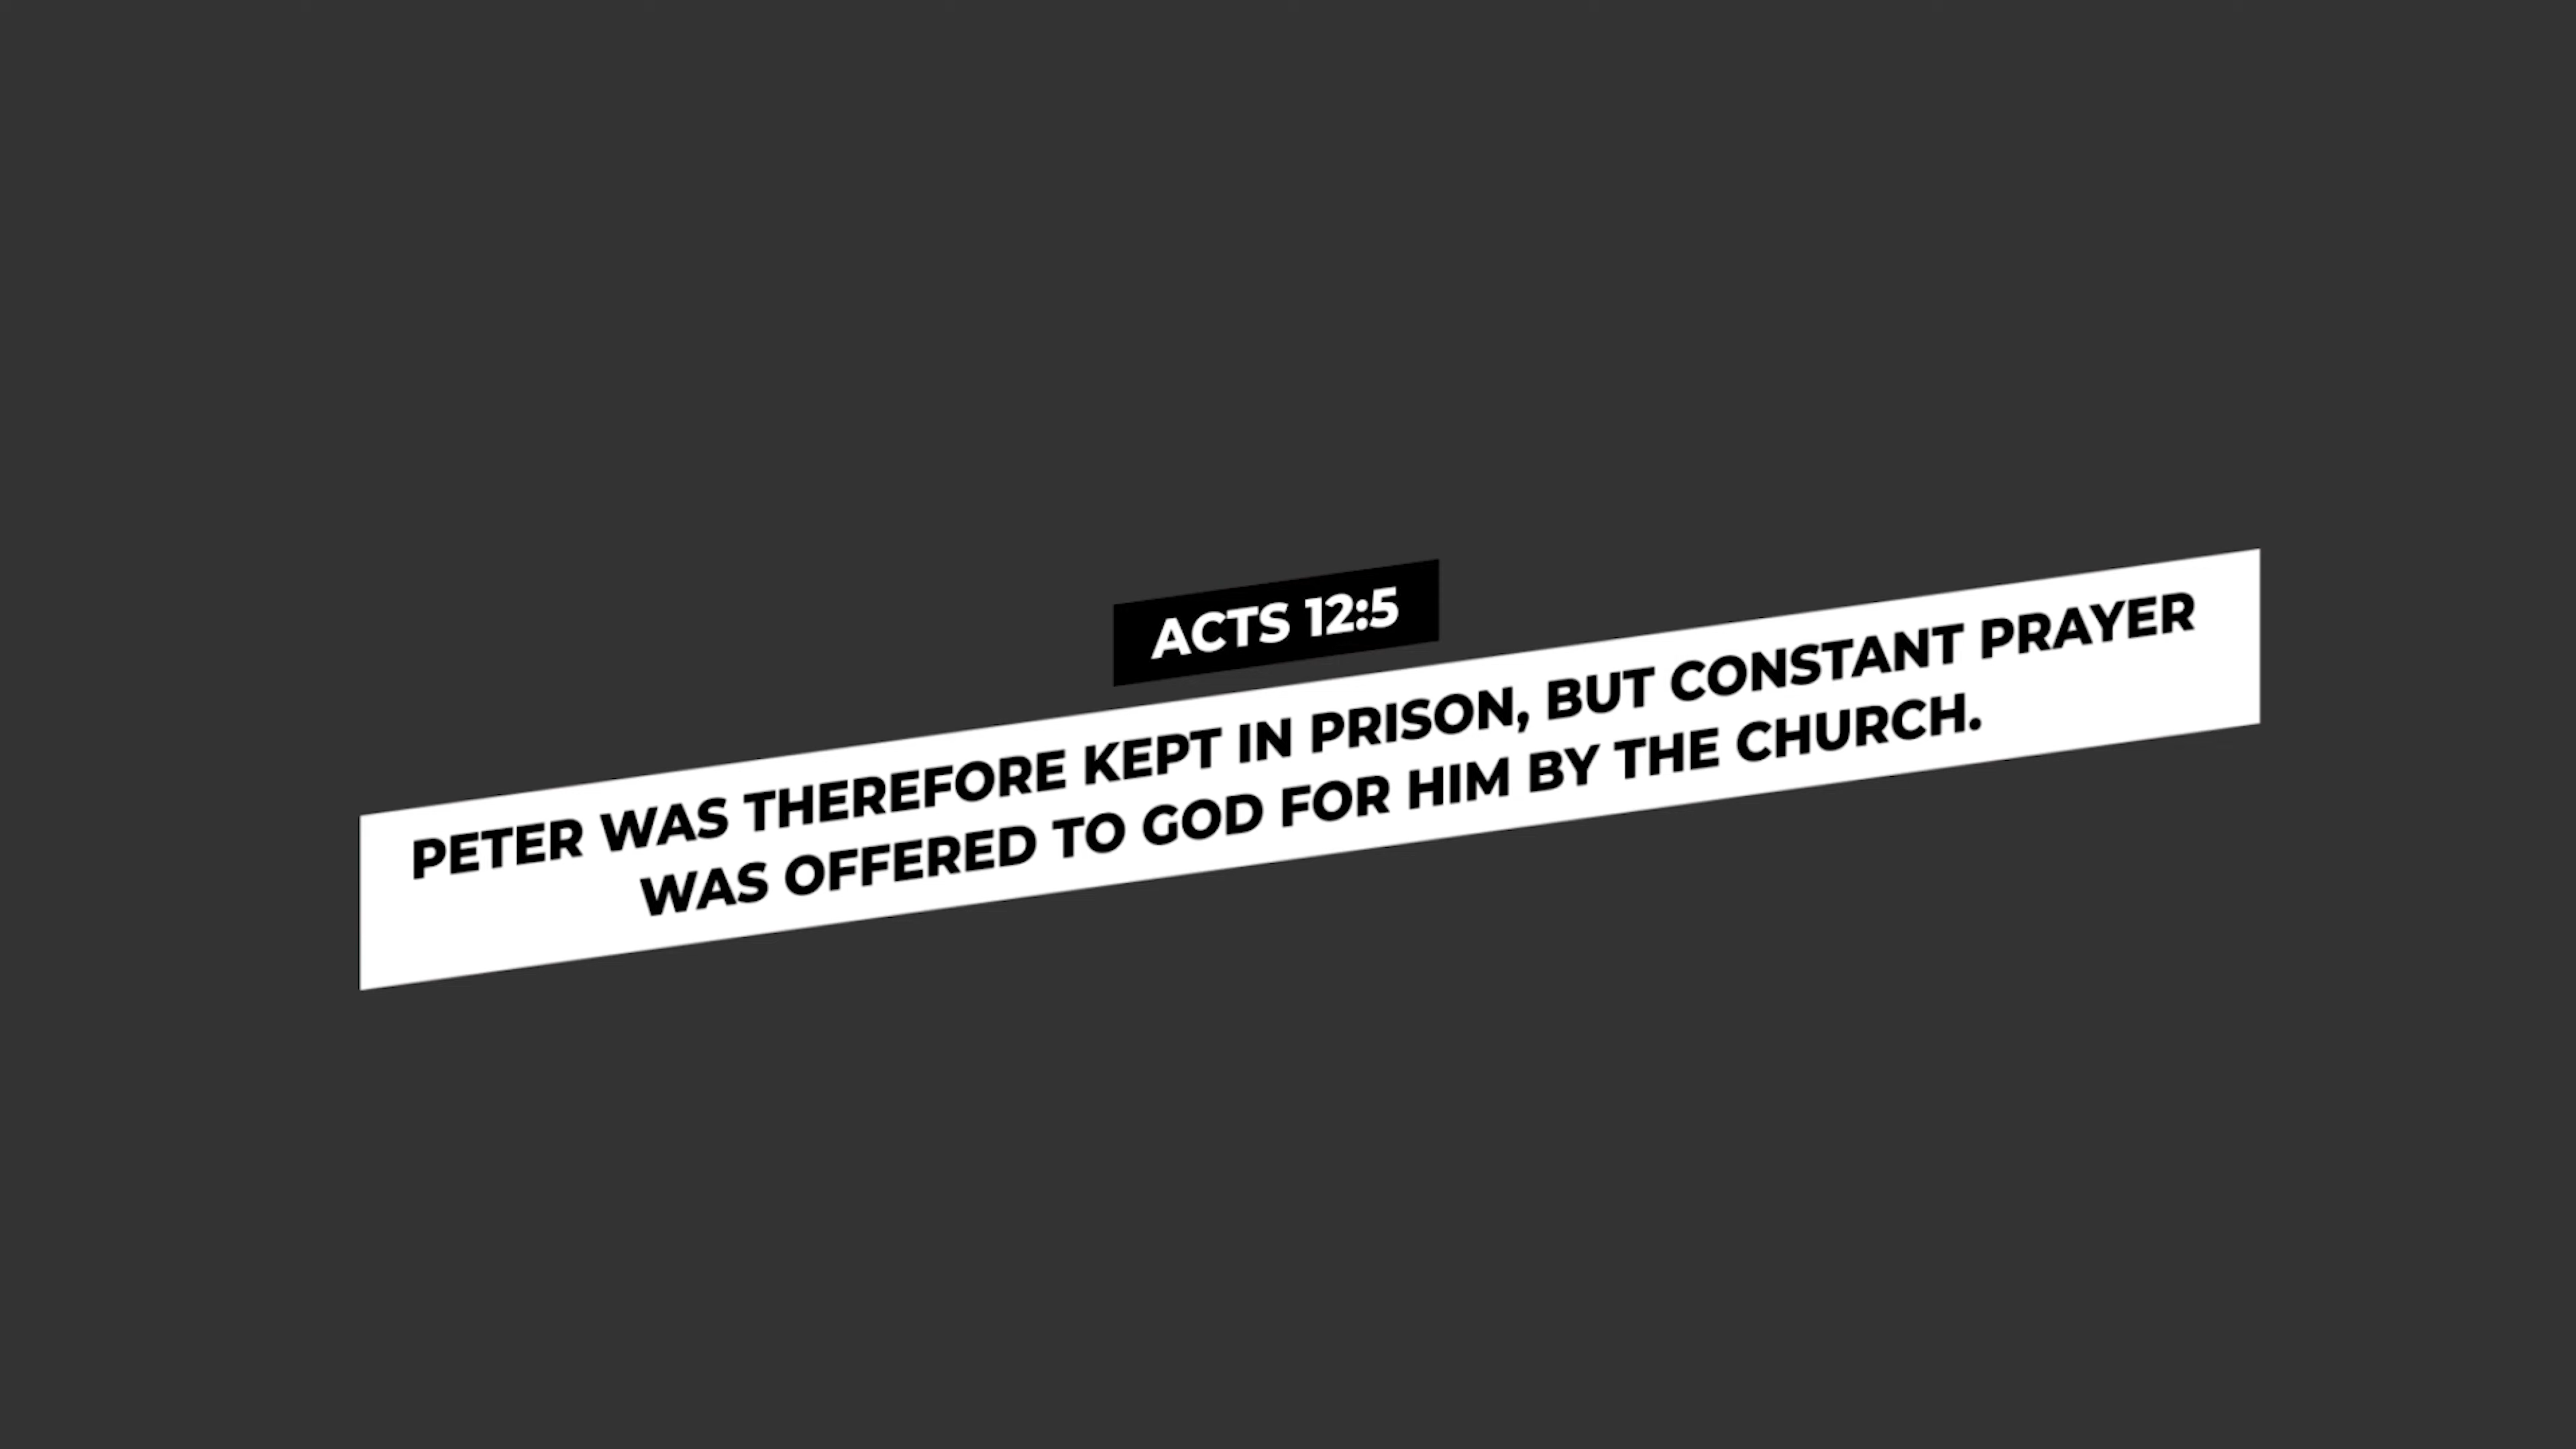 ACTS 12:5
PETER WAS THEREFORE KEPT IN PRISON, BUT CONSTANT PRAYER
WAS OFFERED TO GOD FOR HIM BY THE CHURCH.